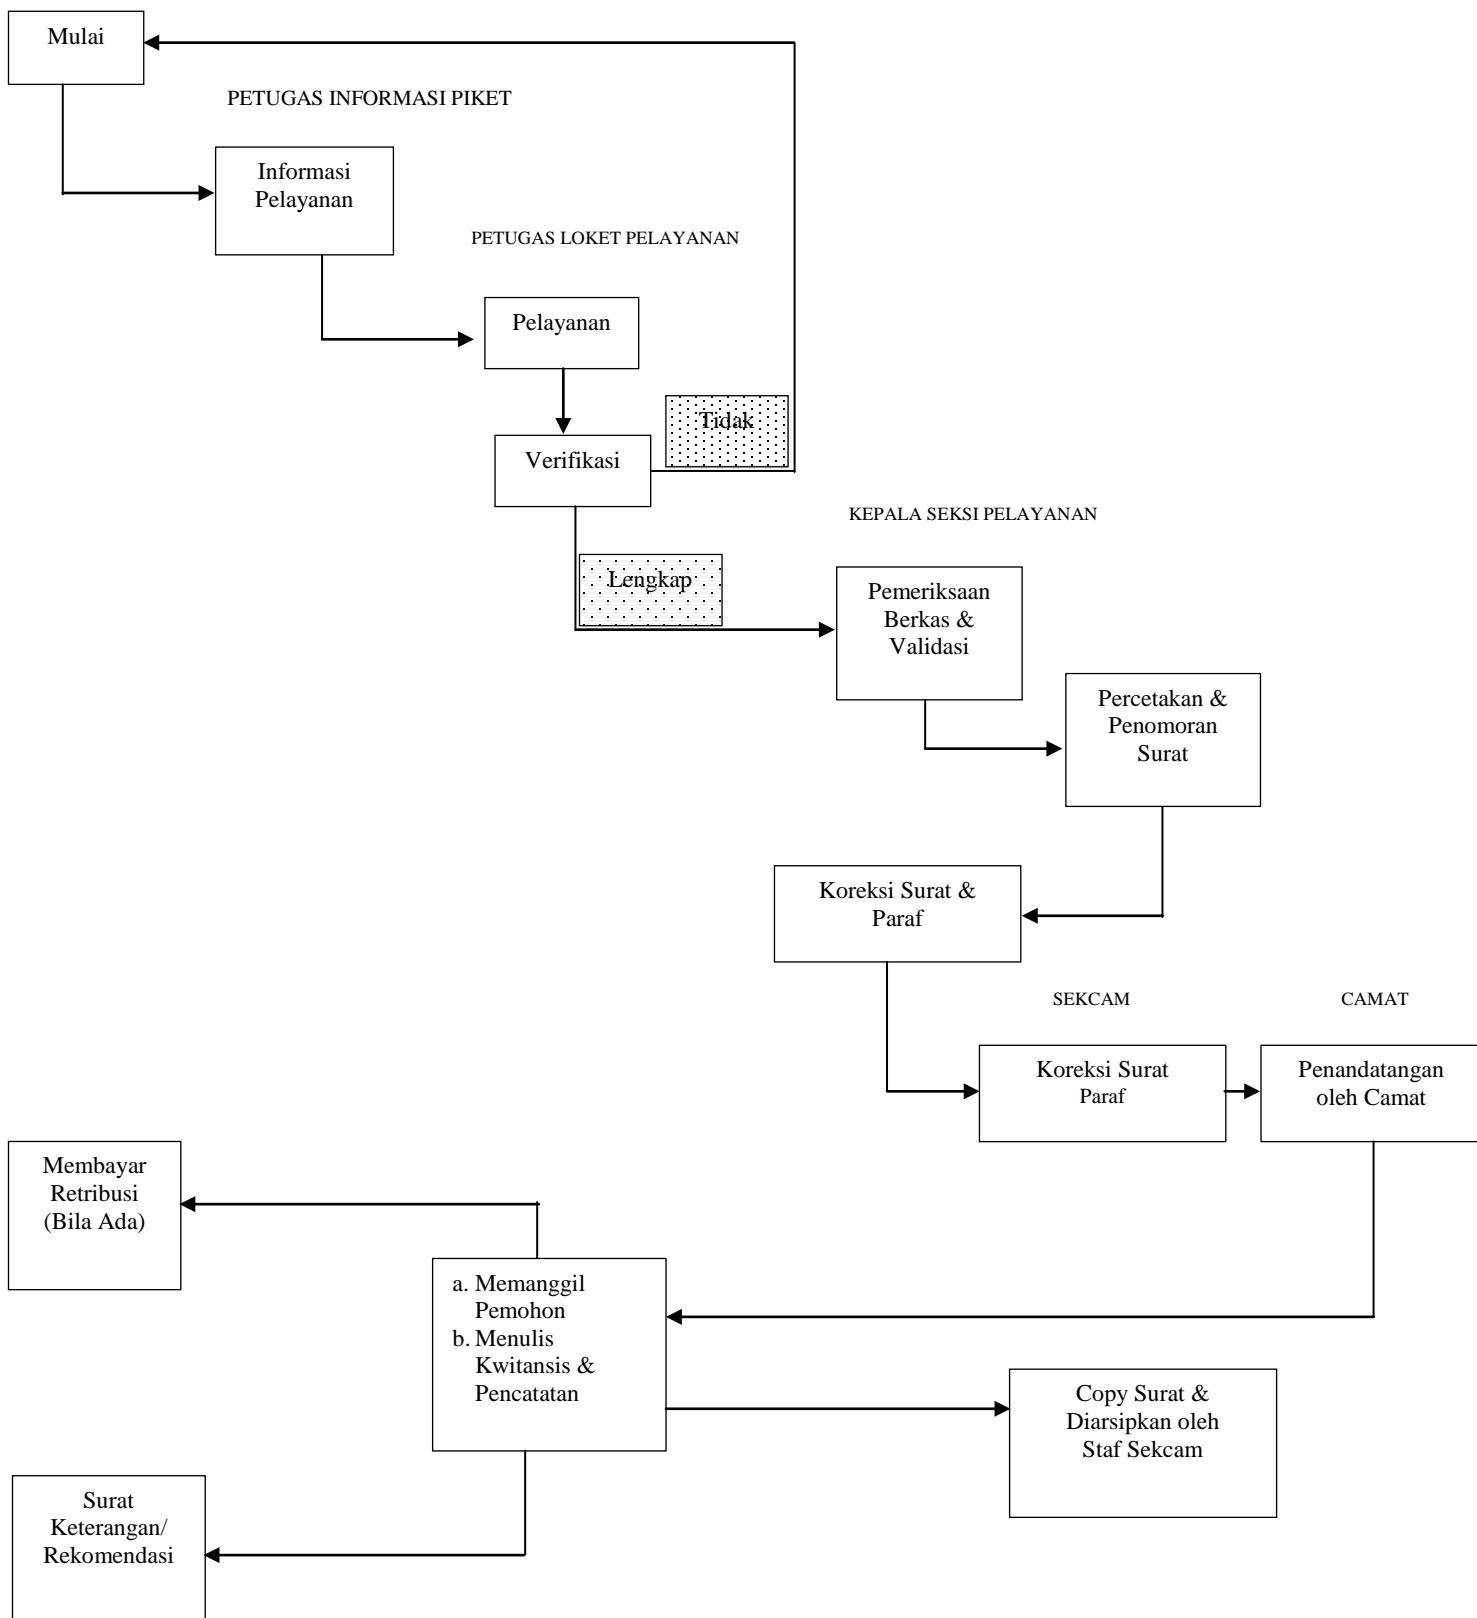 Mulai
PETUGAS INFORMASI PIKET
Informasi
Pelayanan
PETUGAS LOKET PELAYANAN
Pelayanan
Tidak
Verifikasi
KEPALA SEKSI PELAYANAN
Lengkap
Pemeriksaan
Berkas &
Validasi
Percetakan &
Penomoran
Surat
Koreksi Surat &
Paraf
SEKCAM
CAMAT
Koreksi Surat
Paraf
Penandatangan
oleh Camat
Membayar
Retribusi
(Bila Ada)
a. Memanggil
Pemohon
b. Menulis
Kwitansis &
Pencatatan
Copy Surat &
Diarsipkan oleh
Staf Sekcam
Surat
Keterangan/
Rekomendasi